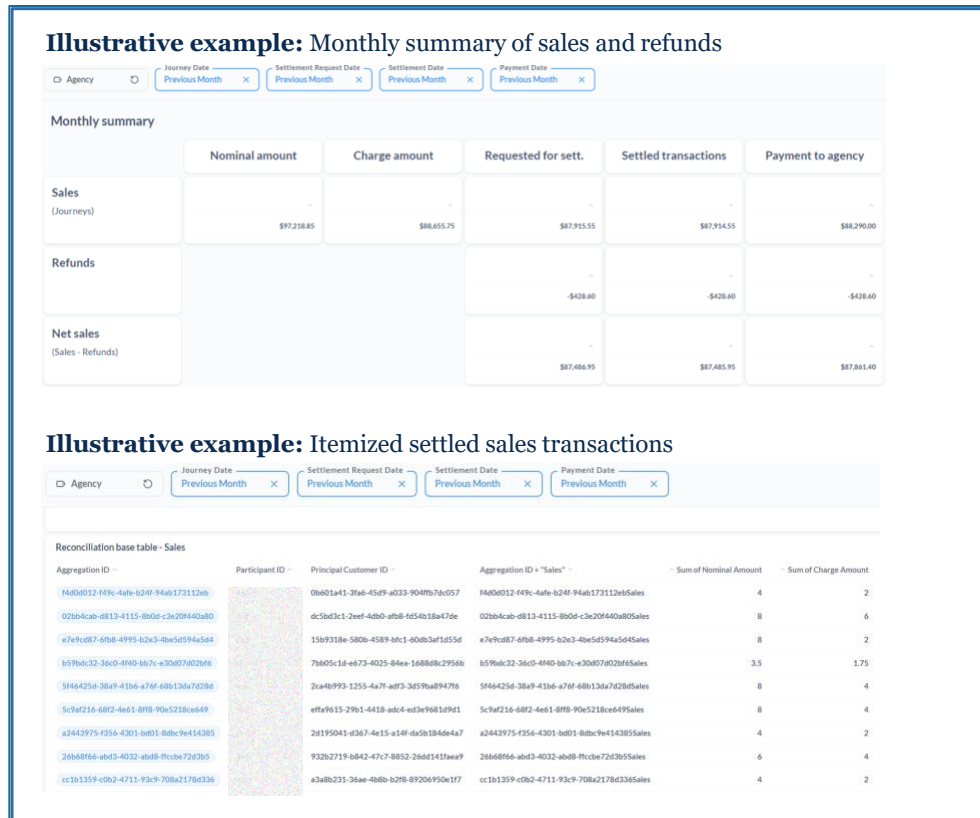 Illustrative example: Monthly summary of sales and refunds
Journey Date Settlement Request Date Settlement Date Payment Date
Agency Previous Month × Previous Month × Previous Month × Previous Month ×
Monthly summary
Nominal amount Charge amount Requested for sett. Settled transactions Payment to agency
Sales
(Journeys)
$97,218.85 $88,655.75 $87,915.55 $87,914.55 $88,290.00
Refunds
-$428.60 -$428.60 -$428.60
Net sales
(Sales - Refunds)
$87,486.95 $87,485.95 $87,861.40
Illustrative example: Itemized settled sales transactions
Journey Date Settlement Request Date Settlement Date Payment Date
Agency Previous Month × Previous Month × Previous Month × Previous Month ×
Reconciliation base table - Sales
Aggregation ID Participant ID Principal Customer ID Aggregation ID + "Sales" Sum of Nominal Amount Sum of Charge Amount
f4d0d012-f49c-4afe-b24f-94ab173112eb 0b601a41-3fa6-45d9-a033-904ffb7dc057 f4d0d012-f49c-4afe-b24f-94ab173112ebSales 4 2
02bb4cab-d813-4115-8b0d-c3e20f440a80 dc5bd3c1-2eef-4db0-afb8-fd54b18a47de 02bb4cab-d813-4115-8b0d-c3e20f440a80Sales 8 6
e7e9cd87-6fb8-4995-b2e3-4be5d594a5d4 15b9318e-580b-4589-bfc1-60db3af1d55d e7e9cd87-6fb8-4995-b2e3-4be5d594a5d4Sales 8 2
b59bdc32-36c0-4f40-bb7c-e30d07d02bf6 7bb05c1d-e673-4025-84ea-1688d8c2956b b59bdc32-36c0-4f40-bb7c-e30d07d02bf6Sales 3.5 1.75
5f46425d-38a9-41b6-a76f-68b13da7d28d 2ca4b993-1255-4a7f-adf3-3d59ba8947f6 5f46425d-38a9-41b6-a76f-68b13da7d28dSales 8 4
5c9af216-68f2-4e61-8ff8-90e5218ce649 effa9615-29b1-4418-adc4-ed3e9681d9d1 5c9af216-68f2-4e61-8ff8-90e5218ce649Sales 8 4
a2443975-f356-4301-bd01-8dbc9e414385 2d195041-d367-4e15-a14f-da5b184de4a7 a2443975-f356-4301-bd01-8dbc9e414385Sales 4 2
26b68f66-abd3-4032-abd8-ffccbe72d3b5 932b2719-b842-47c7-8852-26dd141faea9 26b68f66-abd3-4032-abd8-ffccbe72d3b5Sales 6 4
cc1b1359-c0b2-4711-93c9-708a2178d336 a3a8b231-36ae-4b8b-b2f8-89206950e1f7 cc1b1359-c0b2-4711-93c9-708a2178d336Sales 4 2